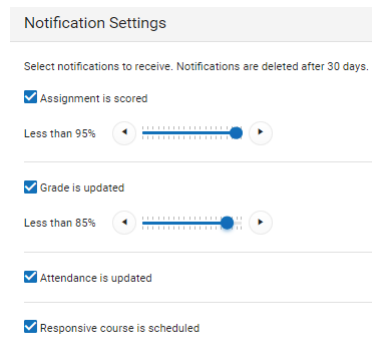 Notification Settings
Select notifications to receive. Notifications are deleted after 30 days.
Assignment is scored
Less than 95%
Grade is updated
Less than 85%
Attendance is updated
Responsive course is scheduled